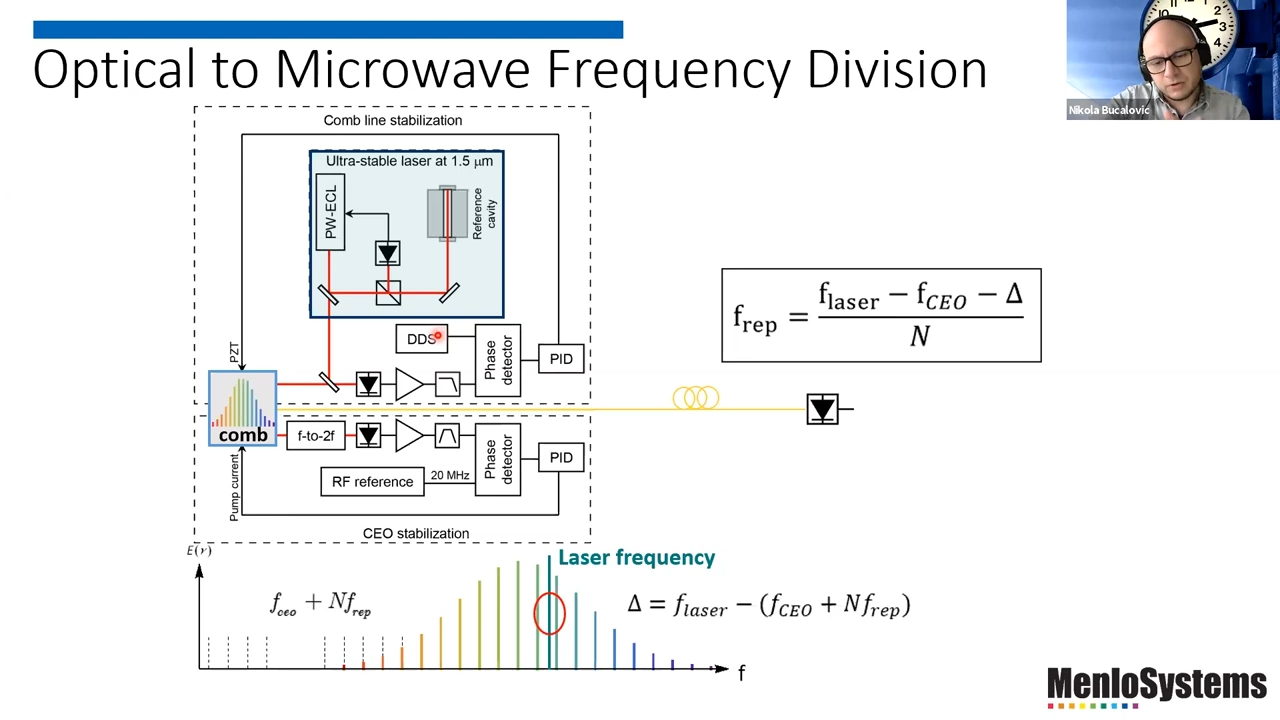 Optical to Microwave Frequency Division
Nikola Bucalović
Comb line stabilization
Ultra-stable laser at 1.5 µm
PW-ECL
Reference
cavity
DDS
Phase
detector
PID
PZT
comb
f-to-2f
Phase
detector
PID
RF reference
20 MHz
Pump current
CEO stabilization
f_rep = (f_laser − f_CEO − Δ) / N
E(ν)
Laser frequency
f_ceo + Nf_rep
Δ = f_laser − (f_CEO + Nf_rep)
f
MenloSystems